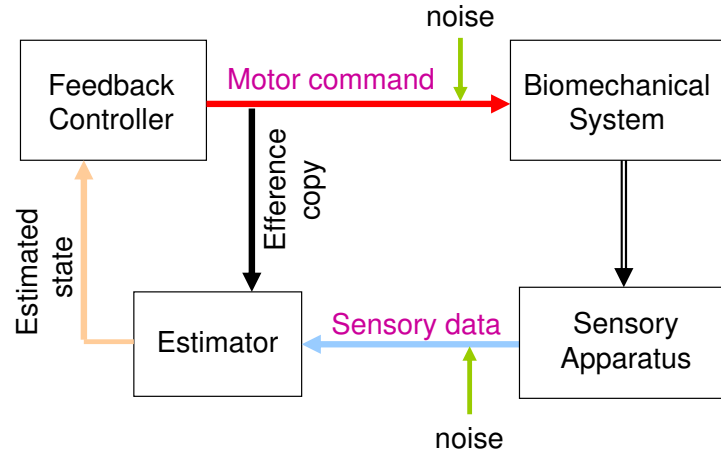 noise
Feedback
Controller
Motor command
Biomechanical
System
Efference
copy
Estimated
state
Estimator
Sensory data
Sensory
Apparatus
noise